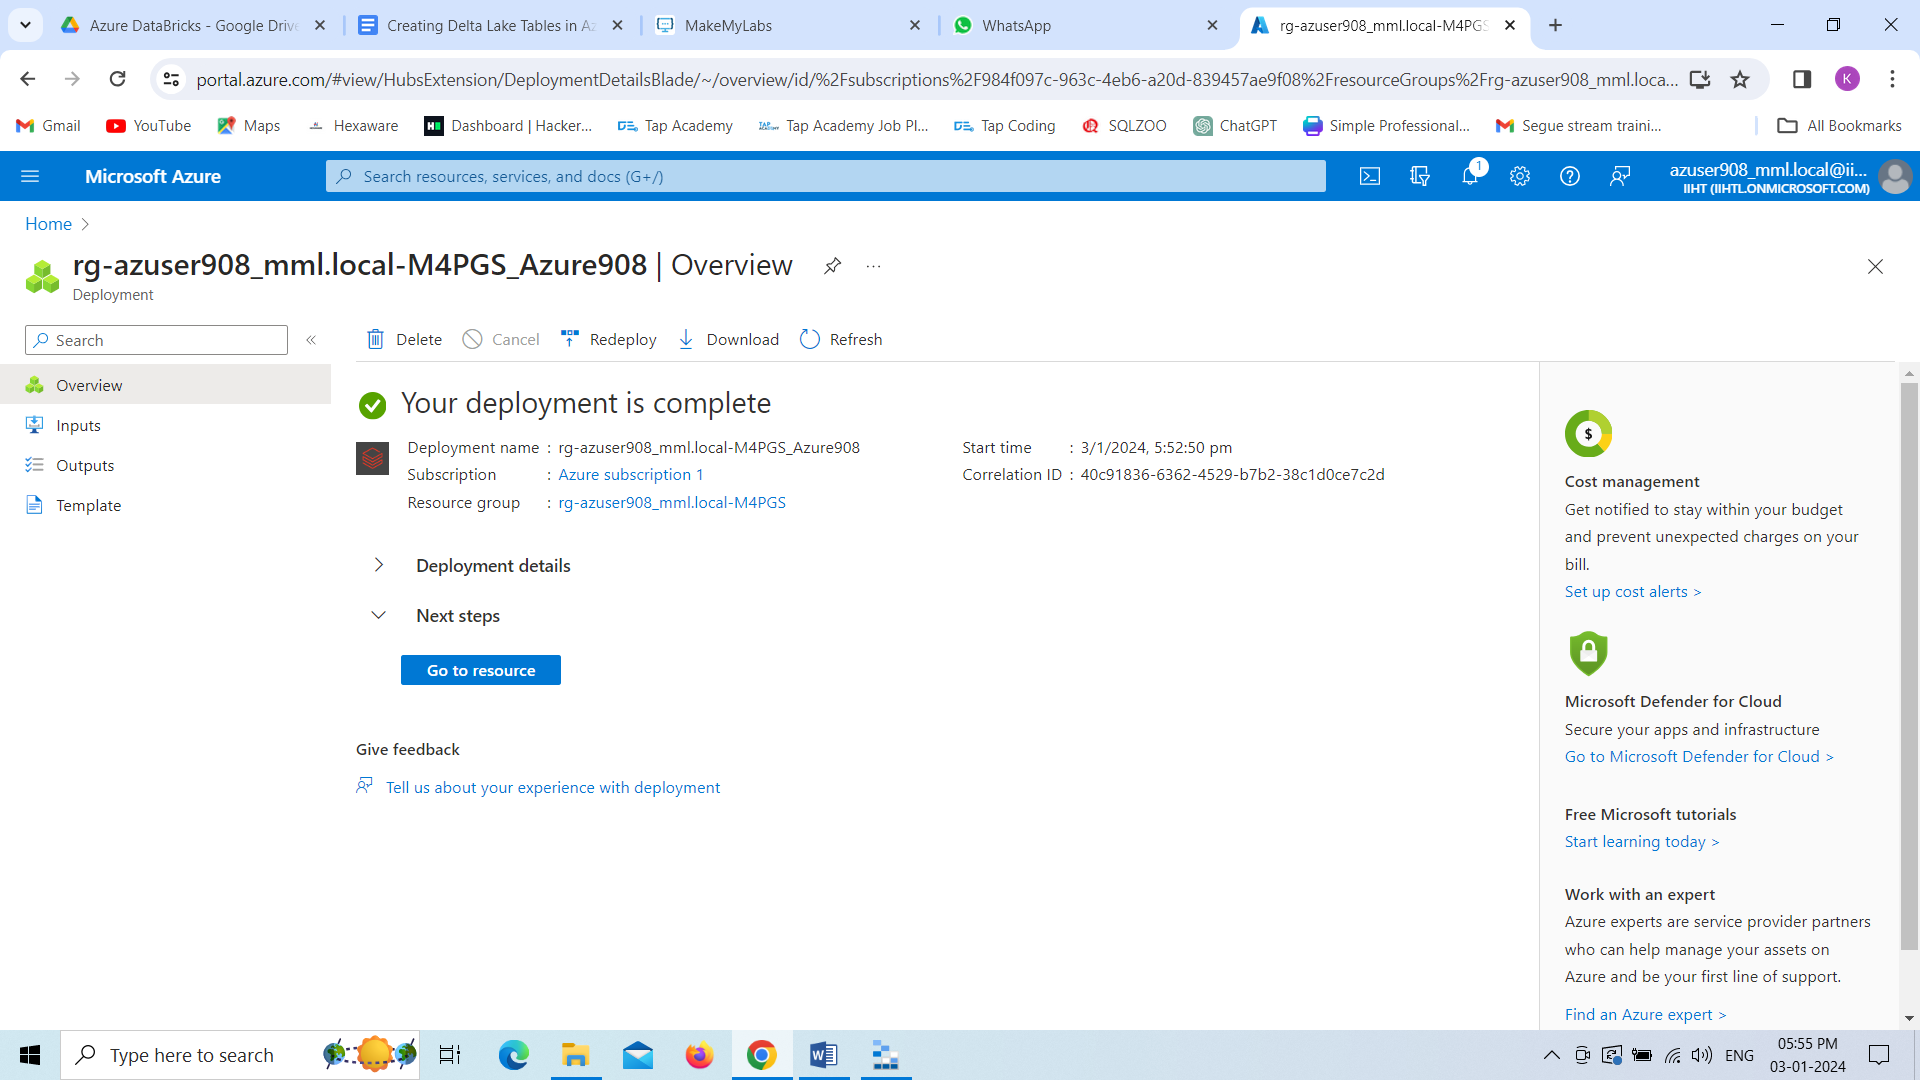 Azure DataBricks - Google Drive
Creating Delta Lake Tables in Az
MakeMyLabs
WhatsApp
rg-azuser908_mml.local-M4PGS
portal.azure.com/#view/HubsExtension/DeploymentDetailsBlade/~/overview/id/%2Fsubscriptions%2F984f097c-963c-4eb6-a20d-839457ae9f08%2FresourceGroups%2Frg-azuser908_mml.loca...
K
Gmail
YouTube
Maps
Hexaware
Dashboard | Hacker...
Tap Academy
Tap Academy Job Pl...
Tap Coding
SQLZOO
ChatGPT
Simple Professional...
Segue stream traini...
All Bookmarks
Microsoft Azure
Search resources, services, and docs (G+/)
1
azuser908_mml.local@ii...
IIHT (IIHTL.ONMICROSOFT.COM)
Home
rg-azuser908_mml.local-M4PGS_Azure908 | Overview
Deployment
Search
Delete
Cancel
Redeploy
Download
Refresh
Overview
Inputs
Outputs
Template
Your deployment is complete
Deployment name : rg-azuser908_mml.local-M4PGS_Azure908
Subscription : Azure subscription 1
Resource group : rg-azuser908_mml.local-M4PGS
Start time : 3/1/2024, 5:52:50 pm
Correlation ID : 40c91836-6362-4529-b7b2-38c1d0ce7c2d
Deployment details
Next steps
Go to resource
Give feedback
Tell us about your experience with deployment
Cost management
Get notified to stay within your budget
and prevent unexpected charges on your
bill.
Set up cost alerts >
Microsoft Defender for Cloud
Secure your apps and infrastructure
Go to Microsoft Defender for Cloud >
Free Microsoft tutorials
Start learning today >
Work with an expert
Azure experts are service provider partners
who can help manage your assets on
Azure and be your first line of support.
Find an Azure expert >
Type here to search
ENG
05:55 PM
03-01-2024